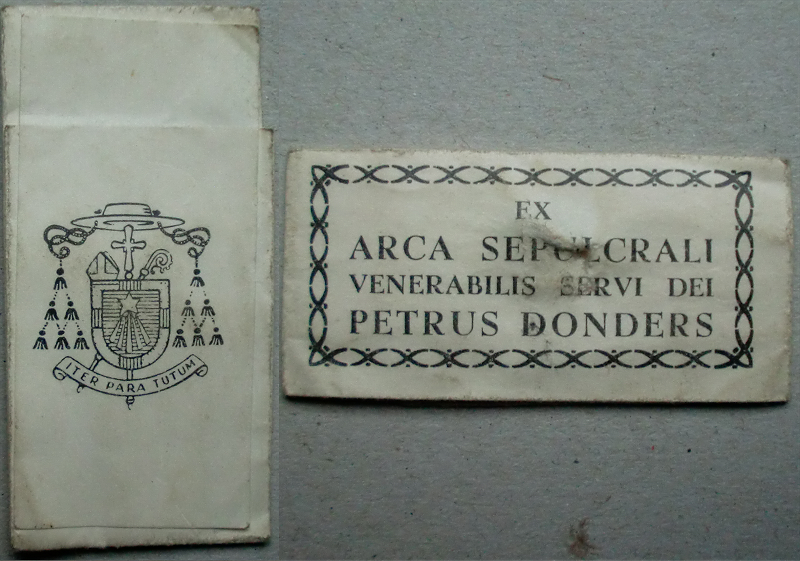 ITER PARA TUTUM
EX
ARCA SEPULCRALI
VENERABILIS SERVI DEI
PETRUS DONDERS